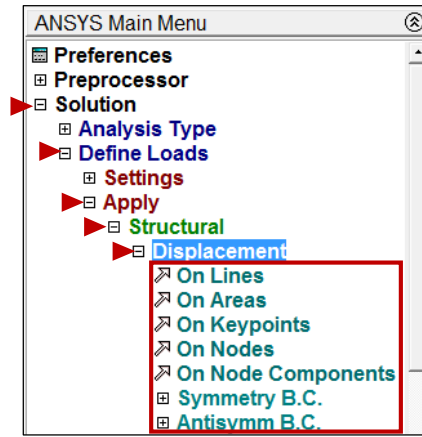 ANSYS Main Menu
Preferences
Preprocessor
Solution
Analysis Type
Define Loads
Settings
Apply
Structural
Displacement
On Lines
On Areas
On Keypoints
On Nodes
On Node Components
Symmetry B.C.
Antisymm B.C.